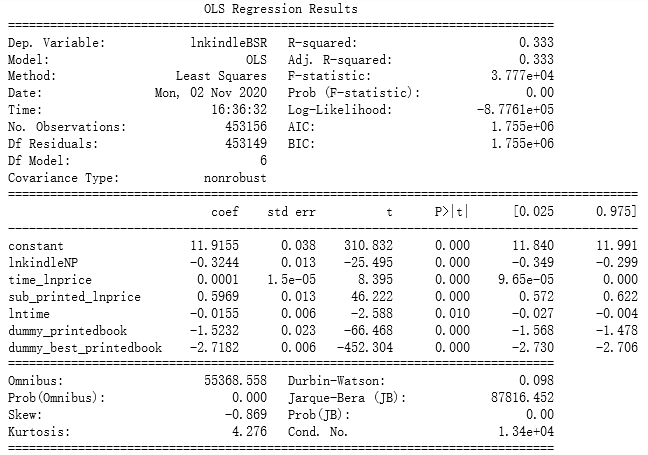 OLS Regression Results
==============================================================================
Dep. Variable: lnkindleBSR R-squared: 0.333
Model: OLS Adj. R-squared: 0.333
Method: Least Squares F-statistic: 3.777e+04
Date: Mon, 02 Nov 2020 Prob (F-statistic): 0.00
Time: 16:36:32 Log-Likelihood: -8.7761e+05
No. Observations: 453156 AIC: 1.755e+06
Df Residuals: 453149 BIC: 1.755e+06
Df Model: 6
Covariance Type: nonrobust
==============================================================================
coef std err t P>|t| [0.025 0.975]
------------------------------------------------------------------------------
constant 11.9155 0.038 310.832 0.000 11.840 11.991
lnkindleNP -0.3244 0.013 -25.495 0.000 -0.349 -0.299
time_lnprice 0.0001 1.5e-05 8.395 0.000 9.65e-05 0.000
sub_printed_lnprice 0.5969 0.013 46.222 0.000 0.572 0.622
lntime -0.0155 0.006 -2.588 0.010 -0.027 -0.004
dummy_printedbook -1.5232 0.023 -66.468 0.000 -1.568 -1.478
dummy_best_printedbook -2.7182 0.006 -452.304 0.000 -2.730 -2.706
==============================================================================
Omnibus: 55368.558 Durbin-Watson: 0.098
Prob(Omnibus): 0.000 Jarque-Bera (JB): 87816.452
Skew: -0.869 Prob(JB): 0.00
Kurtosis: 4.276 Cond. No. 1.34e+04
==============================================================================